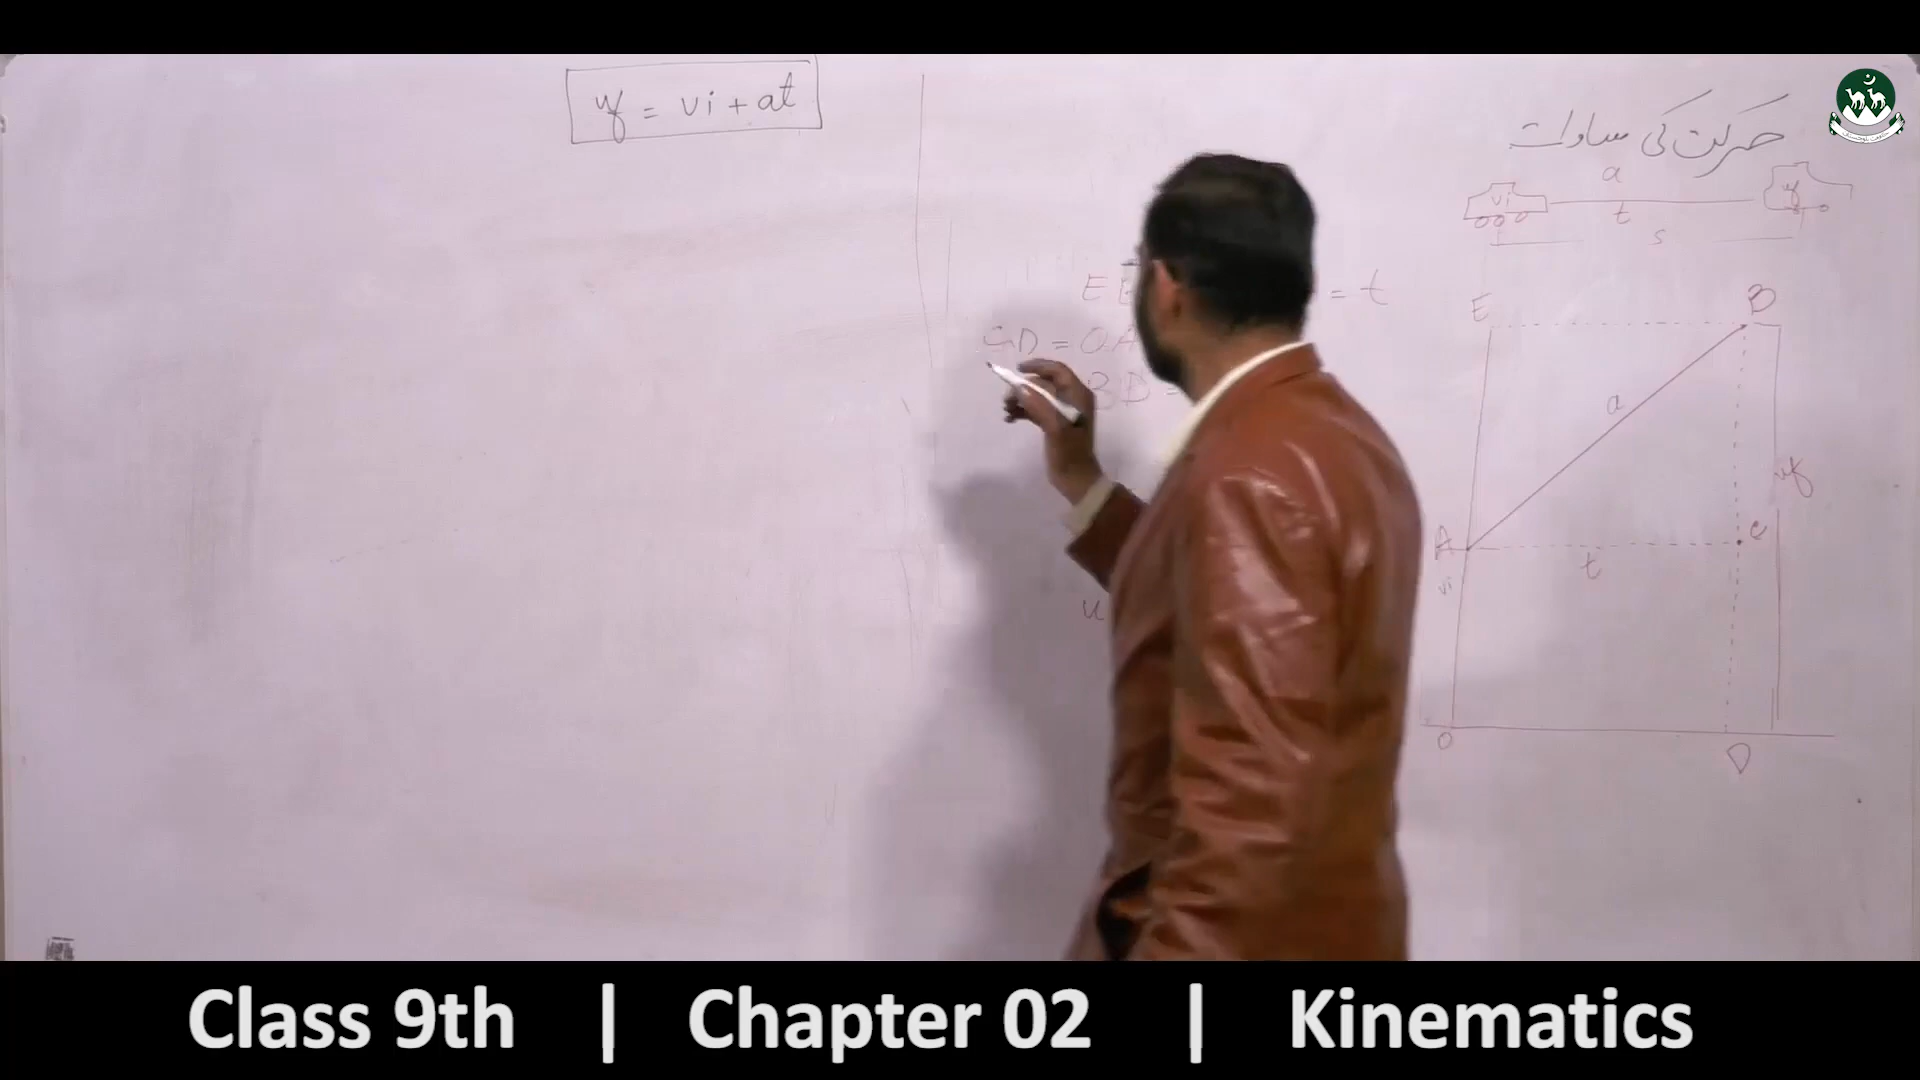 vf = vi + at
حرکت کی مساوات
a
vi
vf
t
s
= t
CD = OA
BD =
E
B
a
vf
A
C
t
vi
O
D
Class 9th | Chapter 02 | Kinematics